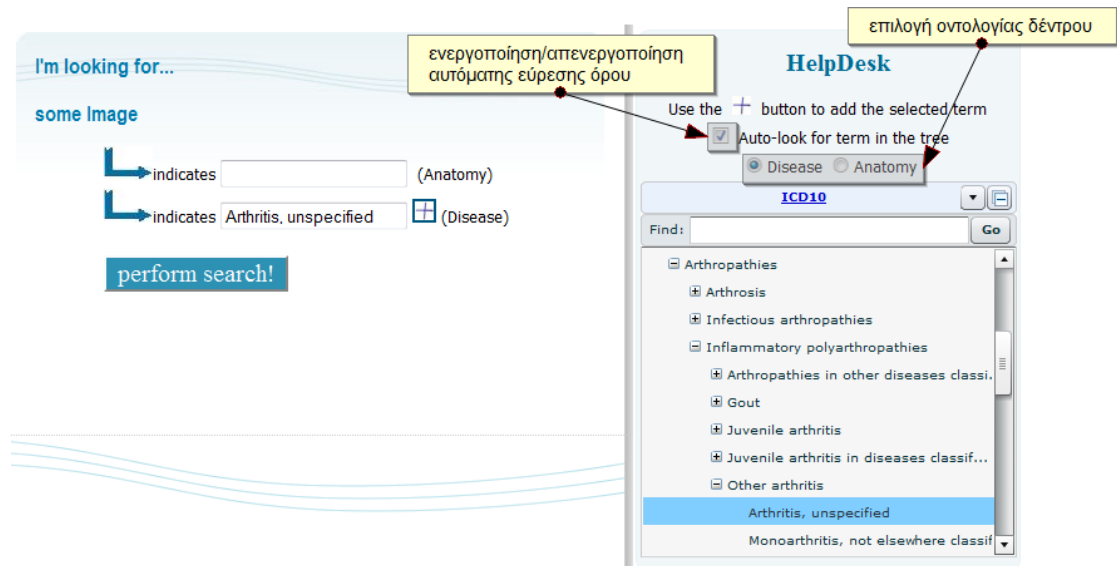 επιλογή οντολογίας δέντρου
ενεργοποίηση/απενεργοποίηση
αυτόματης εύρεσης όρου
I'm looking for...
some Image
indicates (Anatomy)
indicates Arthritis, unspecified (Disease)
perform search!
HelpDesk
Use the + button to add the selected term
Auto-look for term in the tree
Disease Anatomy
ICD10
Find: Go
Arthropathies
Arthrosis
Infectious arthropathies
Inflammatory polyarthropathies
Arthropathies in other diseases classi.
Gout
Juvenile arthritis
Juvenile arthritis in diseases classif...
Other arthritis
Arthritis, unspecified
Monoarthritis, not elsewhere classif